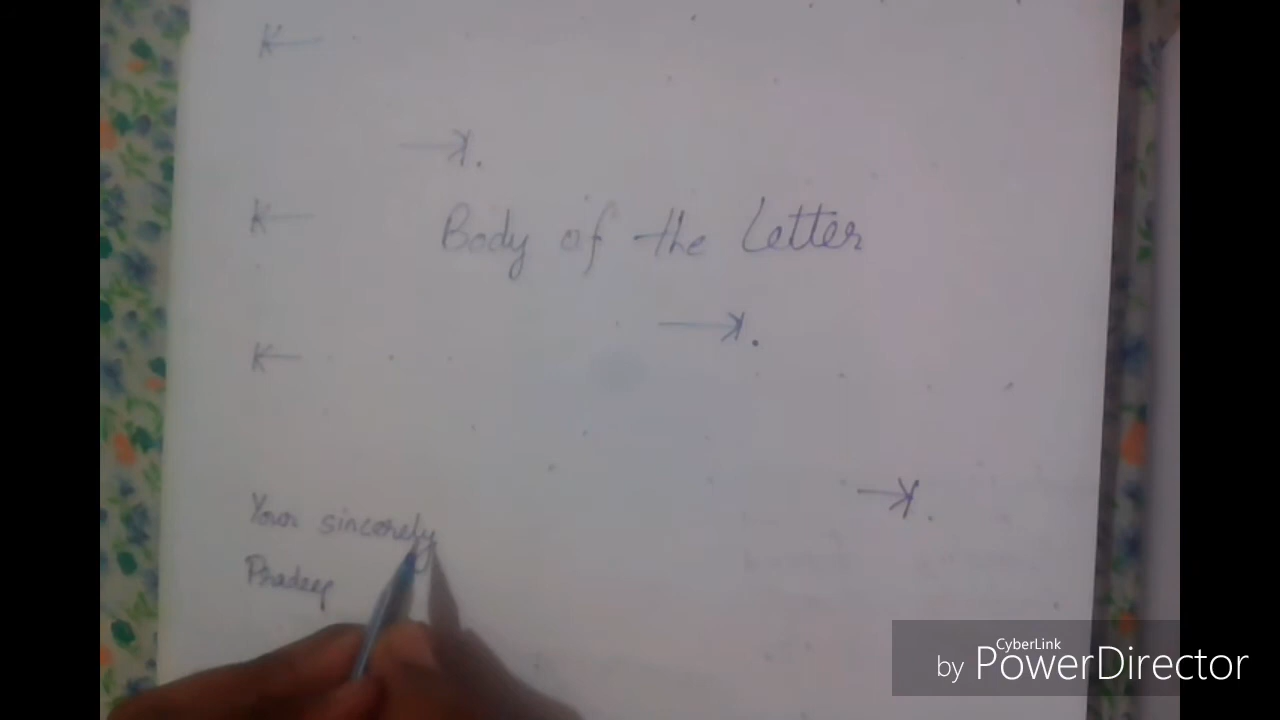 Body of the Letter
Your sincerely
Pradeep
CyberLink
by PowerDirector